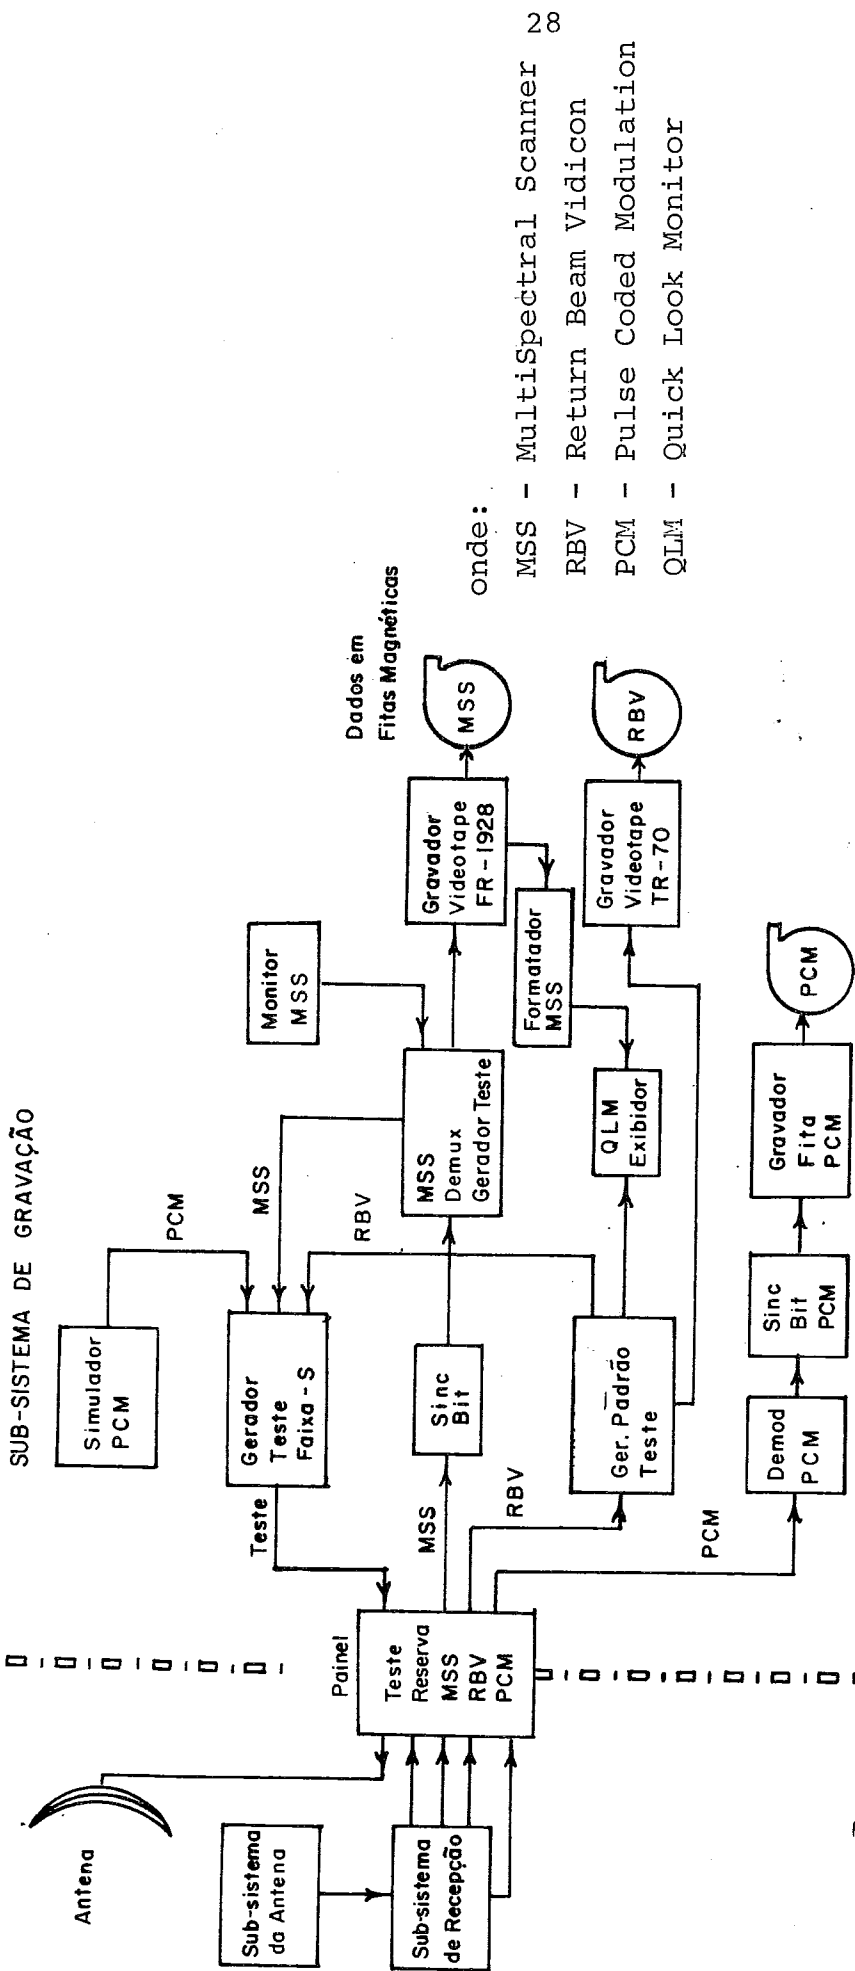 28
SUB-SISTEMA DE GRAVAÇÃO
Antena
Sub-sistema
da Antena
Sub-sistema
de Recepção
Painel
Teste
Reserva
MSS
RBV
PCM
Teste
Simulador
PCM
PCM
Gerador
Teste
Faixa-S
MSS
RBV
MSS
Sinc
Bit
RBV
Ger. Padrão
Teste
PCM
Demod
PCM
Sinc
Bit
PCM
Monitor
MSS
MSS
Demux
Gerador Teste
QLM
Exibidor
Formatador
MSS
Gravador
Videotape
FR-1928
Gravador
Videotape
TR-70
Gravador
Fita
PCM
Dados em
Fitas Magnéticas
MSS
RBV
PCM
onde:
MSS - MultiSpectral Scanner
RBV - Return Beam Vidicon
PCM - Pulse Coded Modulation
QLM - Quick Look Monitor